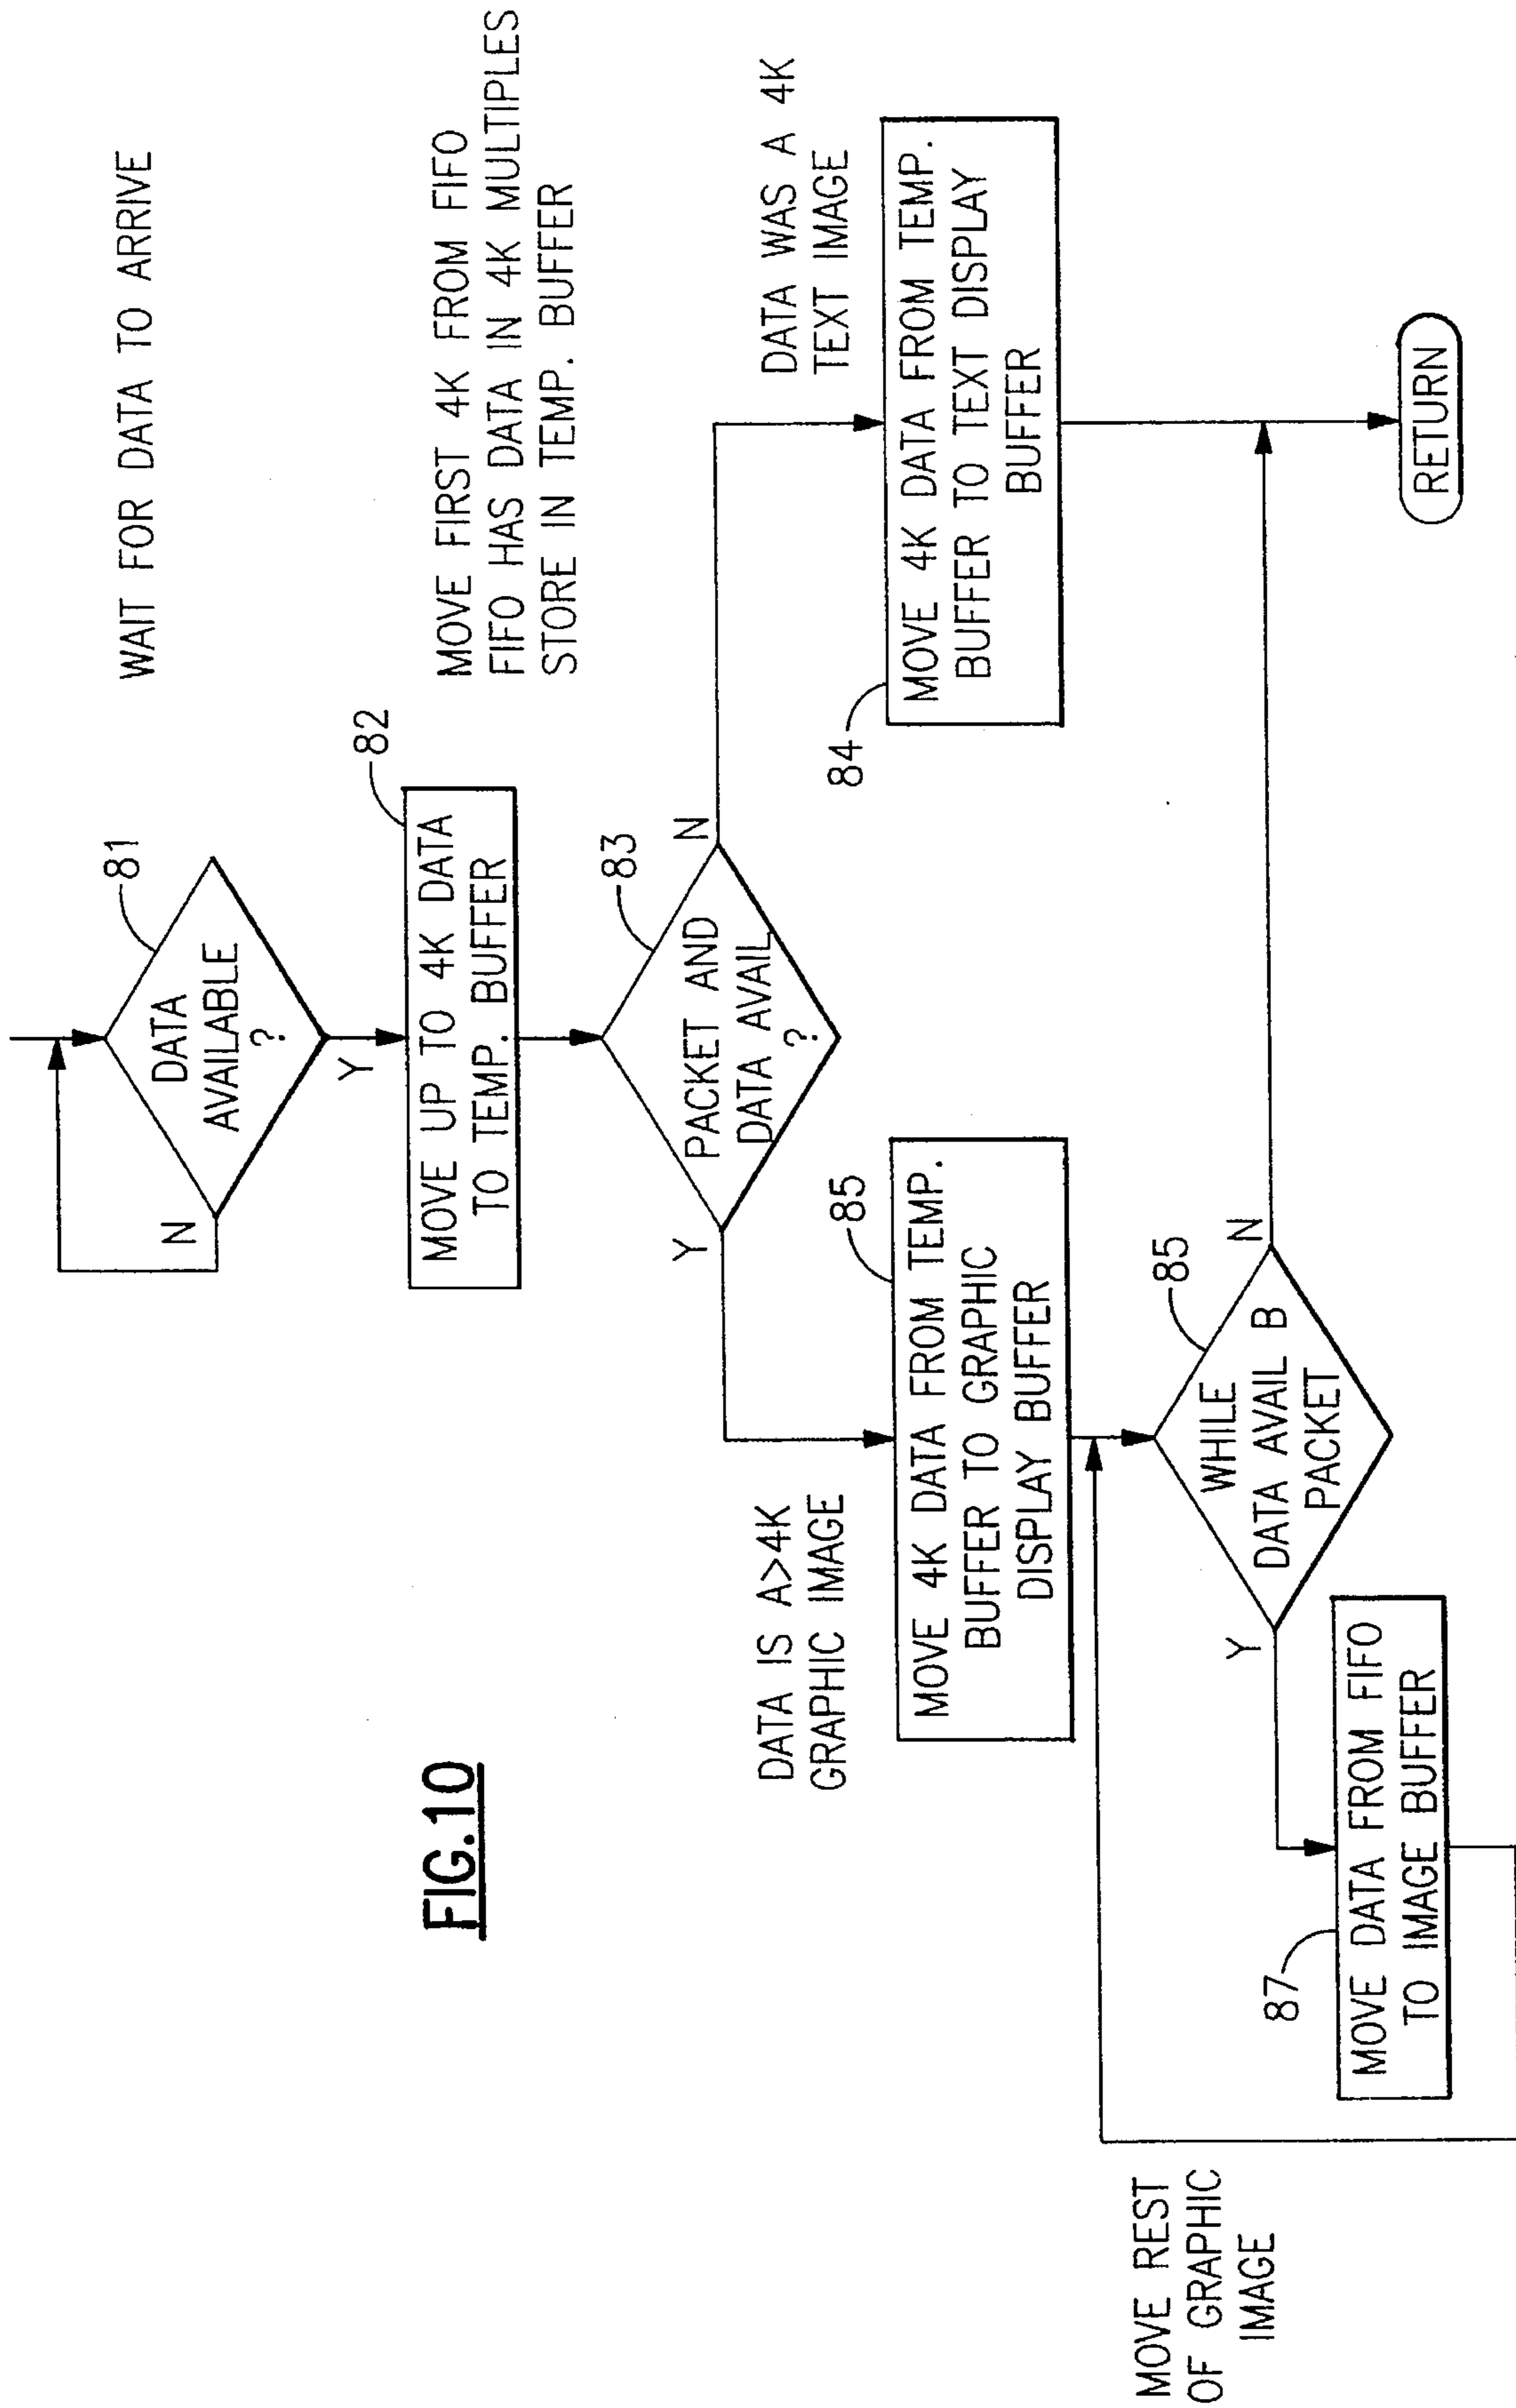 WAIT FOR DATA TO ARRIVE
81
DATA
AVAILABLE
?
N
Y
82
MOVE UP TO 4K DATA
TO TEMP. BUFFER
MOVE FIRST 4K FROM FIFO
FIFO HAS DATA IN 4K MULTIPLES
STORE IN TEMP. BUFFER
FIG.10
83
PACKET AND
DATA AVAIL
?
Y
N
DATA IS A>4K
GRAPHIC IMAGE
85
MOVE 4K DATA FROM TEMP.
BUFFER TO GRAPHIC
DISPLAY BUFFER
DATA WAS A 4K
TEXT IMAGE
84
MOVE 4K DATA FROM TEMP.
BUFFER TO TEXT DISPLAY
BUFFER
85
WHILE
DATA AVAIL B
PACKET
Y
N
87
MOVE DATA FROM FIFO
TO IMAGE BUFFER
MOVE REST
OF GRAPHIC
IMAGE
RETURN